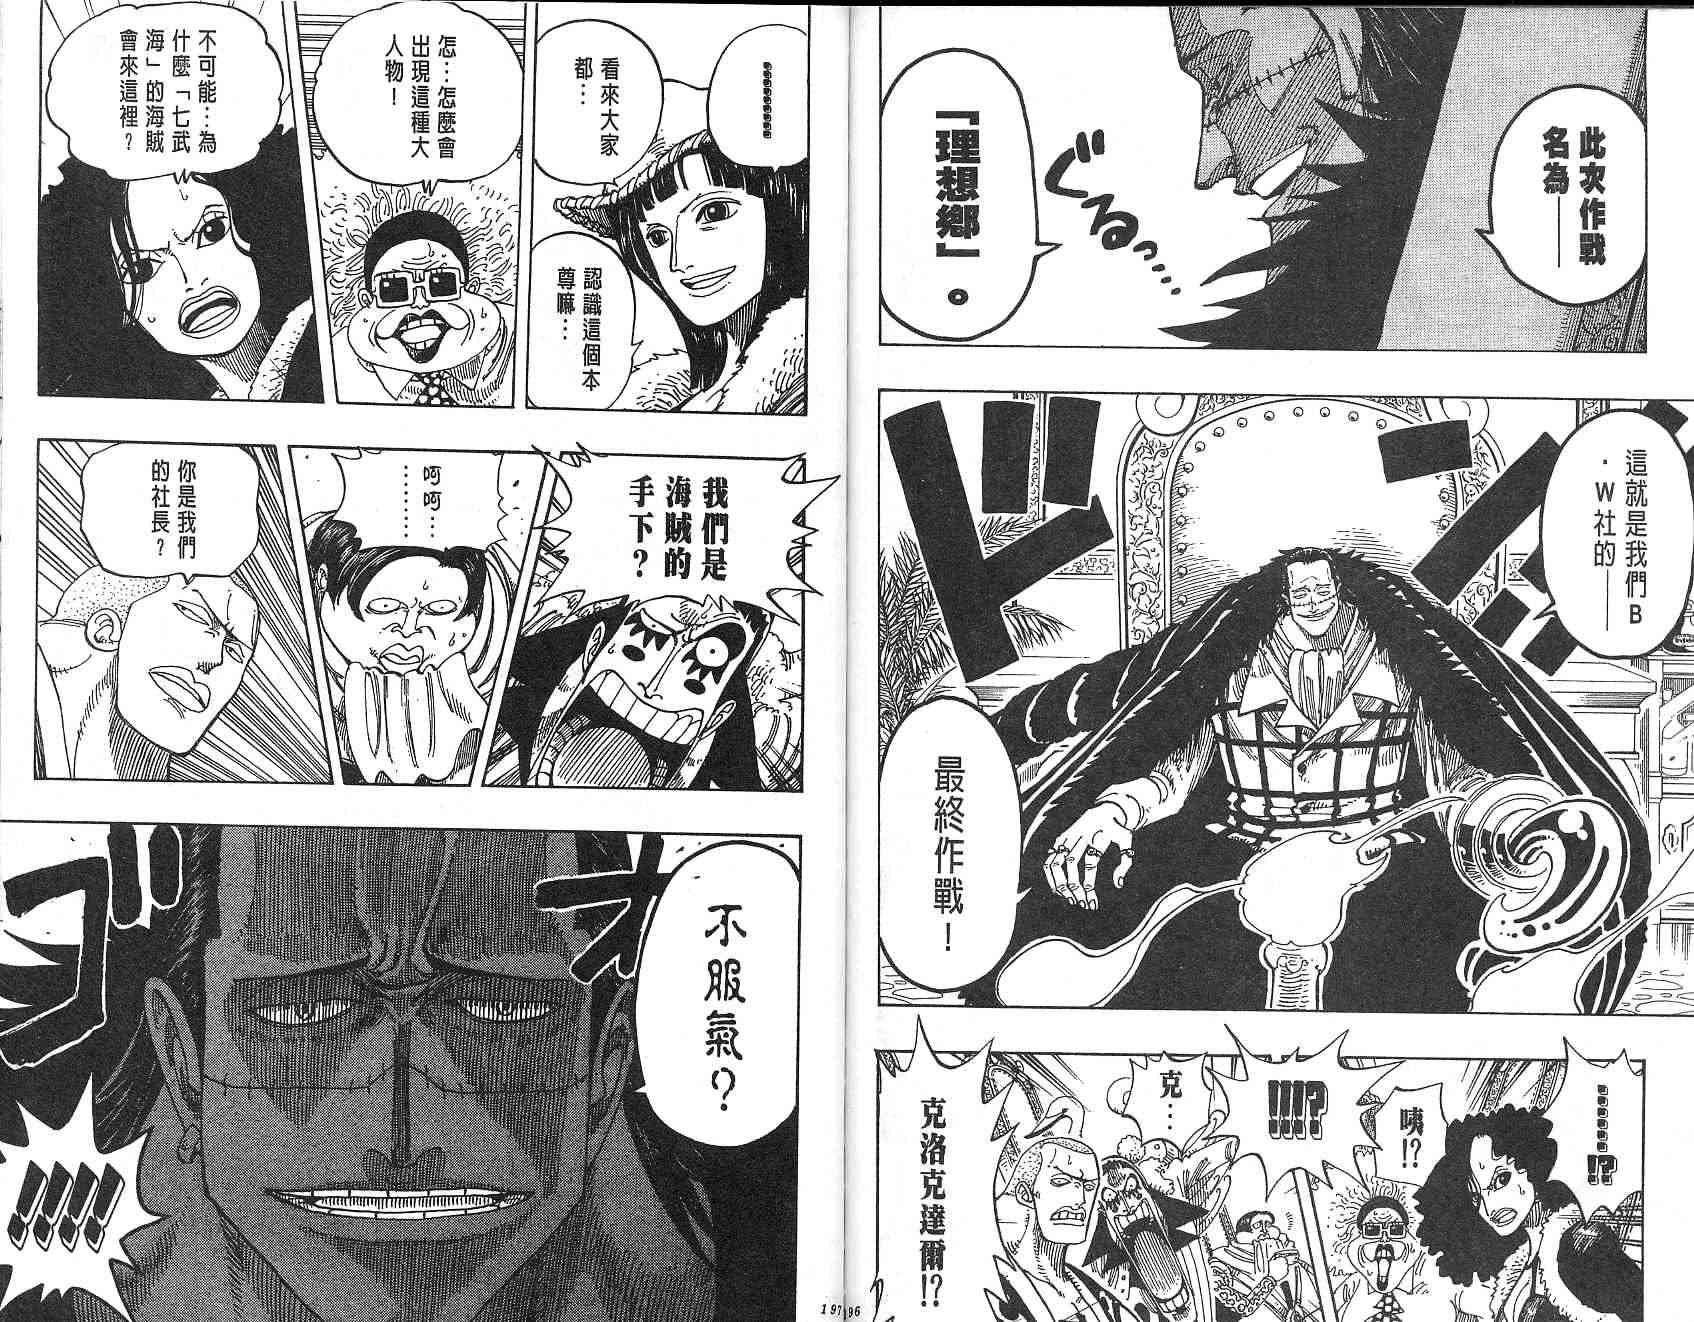 此次作戰
名為——
『理想鄉』。
ぐるっ…
這就是我們B
．W社的——
最終作戰！
ドドン
………!?
咦!?
!!!!?
克…
克洛克達爾!?
196
………
看來大家
都…
認識這個本
尊嘛…
怎…怎麼會
出現這種大
人物！
不可能…為
什麼「七武
海」的海賊
會來這裡？
我們是
海賊的
手下？
呵呵…
………
你是我們
的社長？
不服氣？
!!!!!
197